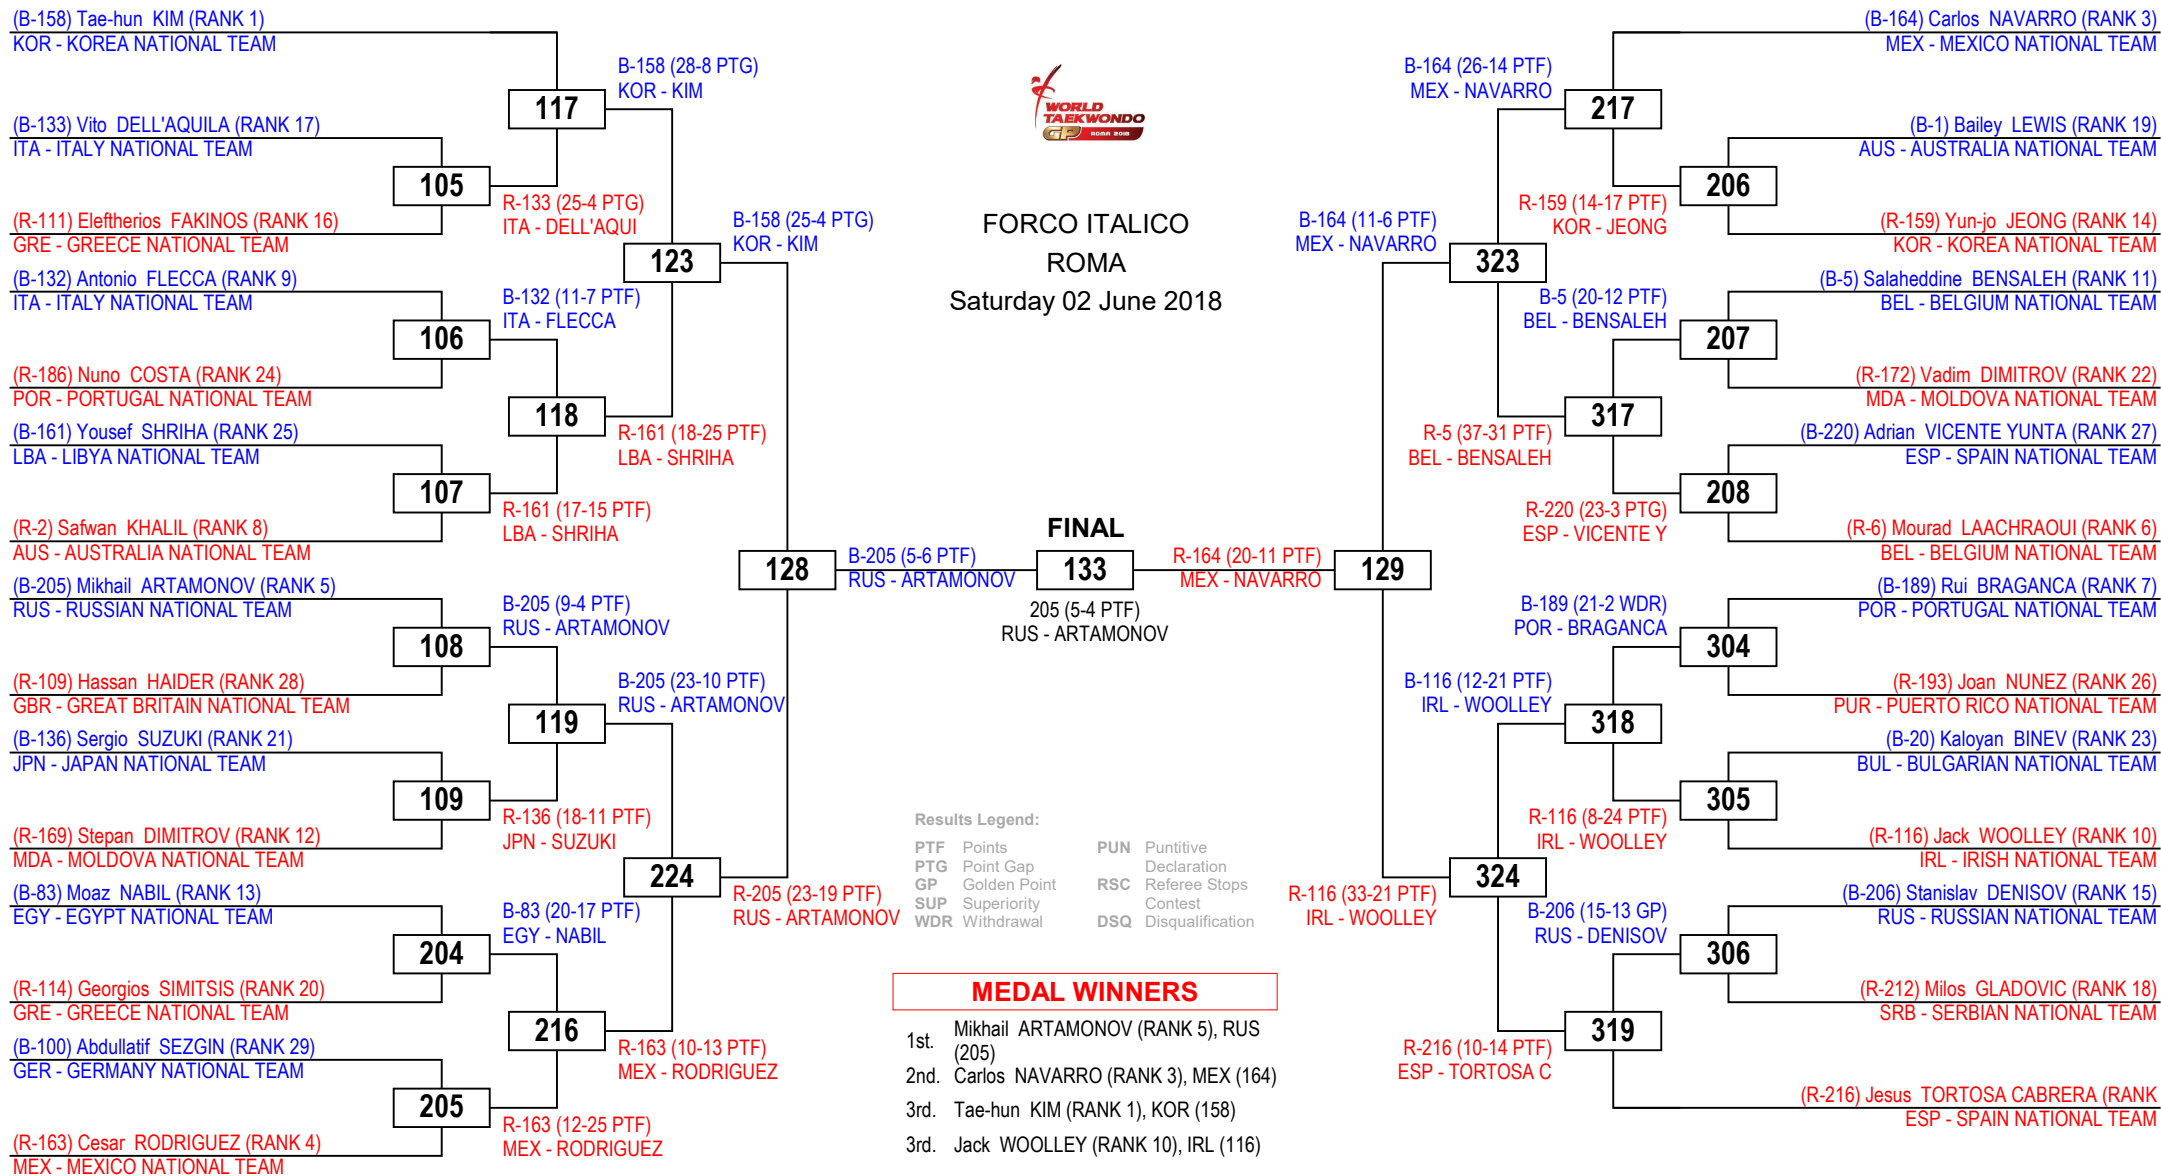 (B-158) Tae-hun KIM (RANK 1)
KOR - KOREA NATIONAL TEAM
(B-133) Vito DELL'AQUILA (RANK 17)
ITA - ITALY NATIONAL TEAM
(R-111) Eleftherios FAKINOS (RANK 16)
GRE - GREECE NATIONAL TEAM
(B-132) Antonio FLECCA (RANK 9)
ITA - ITALY NATIONAL TEAM
(R-186) Nuno COSTA (RANK 24)
POR - PORTUGAL NATIONAL TEAM
(B-161) Yousef SHRIHA (RANK 25)
LBA - LIBYA NATIONAL TEAM
(R-2) Safwan KHALIL (RANK 8)
AUS - AUSTRALIA NATIONAL TEAM
(B-205) Mikhail ARTAMONOV (RANK 5)
RUS - RUSSIAN NATIONAL TEAM
(R-109) Hassan HAIDER (RANK 28)
GBR - GREAT BRITAIN NATIONAL TEAM
(B-136) Sergio SUZUKI (RANK 21)
JPN - JAPAN NATIONAL TEAM
(R-169) Stepan DIMITROV (RANK 12)
MDA - MOLDOVA NATIONAL TEAM
(B-83) Moaz NABIL (RANK 13)
EGY - EGYPT NATIONAL TEAM
(R-114) Georgios SIMITSIS (RANK 20)
GRE - GREECE NATIONAL TEAM
(B-100) Abdullatif SEZGIN (RANK 29)
GER - GERMANY NATIONAL TEAM
(R-163) Cesar RODRIGUEZ (RANK 4)
MEX - MEXICO NATIONAL TEAM
105
106
107
108
109
204
205
R-133 (25-4 PTG)
ITA - DELL'AQUI
B-132 (11-7 PTF)
ITA - FLECCA
R-161 (17-15 PTF)
LBA - SHRIHA
B-205 (9-4 PTF)
RUS - ARTAMONOV
R-136 (18-11 PTF)
JPN - SUZUKI
B-83 (20-17 PTF)
EGY - NABIL
R-163 (12-25 PTF)
MEX - RODRIGUEZ
117
118
119
216
B-158 (28-8 PTG)
KOR - KIM
R-161 (18-25 PTF)
LBA - SHRIHA
B-205 (23-10 PTF)
RUS - ARTAMONOV
R-163 (10-13 PTF)
MEX - RODRIGUEZ
123
224
B-158 (25-4 PTG)
KOR - KIM
R-205 (23-19 PTF)
RUS - ARTAMONOV
128
B-205 (5-6 PTF)
RUS - ARTAMONOV
WORLD
TAEKWONDO
GP ROMA 2018
FORCO ITALICO
ROMA
Saturday 02 June 2018
FINAL
133
205 (5-4 PTF)
RUS - ARTAMONOV
Results Legend:
PTF Points
PTG Point Gap
GP Golden Point
SUP Superiority
WDR Withdrawal
PUN Puntitive
Declaration
RSC Referee Stops
Contest
DSQ Disqualification
MEDAL WINNERS
1st. Mikhail ARTAMONOV (RANK 5), RUS
(205)
2nd. Carlos NAVARRO (RANK 3), MEX (164)
3rd. Tae-hun KIM (RANK 1), KOR (158)
3rd. Jack WOOLLEY (RANK 10), IRL (116)
R-164 (20-11 PTF)
MEX - NAVARRO
129
B-164 (11-6 PTF)
MEX - NAVARRO
R-116 (33-21 PTF)
IRL - WOOLLEY
323
324
B-164 (26-14 PTF)
MEX - NAVARRO
R-5 (37-31 PTF)
BEL - BENSALEH
B-116 (12-21 PTF)
IRL - WOOLLEY
R-216 (10-14 PTF)
ESP - TORTOSA C
217
317
318
319
R-159 (14-17 PTF)
KOR - JEONG
B-5 (20-12 PTF)
BEL - BENSALEH
R-220 (23-3 PTG)
ESP - VICENTE Y
B-189 (21-2 WDR)
POR - BRAGANCA
R-116 (8-24 PTF)
IRL - WOOLLEY
B-206 (15-13 GP)
RUS - DENISOV
206
207
208
304
305
306
(B-164) Carlos NAVARRO (RANK 3)
MEX - MEXICO NATIONAL TEAM
(B-1) Bailey LEWIS (RANK 19)
AUS - AUSTRALIA NATIONAL TEAM
(R-159) Yun-jo JEONG (RANK 14)
KOR - KOREA NATIONAL TEAM
(B-5) Salaheddine BENSALEH (RANK 11)
BEL - BELGIUM NATIONAL TEAM
(R-172) Vadim DIMITROV (RANK 22)
MDA - MOLDOVA NATIONAL TEAM
(B-220) Adrian VICENTE YUNTA (RANK 27)
ESP - SPAIN NATIONAL TEAM
(R-6) Mourad LAACHRAOUI (RANK 6)
BEL - BELGIUM NATIONAL TEAM
(B-189) Rui BRAGANCA (RANK 7)
POR - PORTUGAL NATIONAL TEAM
(R-193) Joan NUNEZ (RANK 26)
PUR - PUERTO RICO NATIONAL TEAM
(B-20) Kaloyan BINEV (RANK 23)
BUL - BULGARIAN NATIONAL TEAM
(R-116) Jack WOOLLEY (RANK 10)
IRL - IRISH NATIONAL TEAM
(B-206) Stanislav DENISOV (RANK 15)
RUS - RUSSIAN NATIONAL TEAM
(R-212) Milos GLADOVIC (RANK 18)
SRB - SERBIAN NATIONAL TEAM
(R-216) Jesus TORTOSA CABRERA (RANK
ESP - SPAIN NATIONAL TEAM